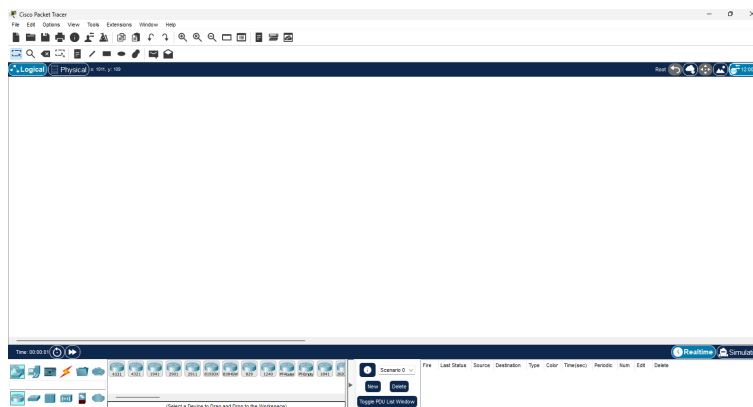 Cisco Packet Tracer
File Edit Options View Tools Extensions Window Help
Logical Physical x: 1011, y: 109 Root
Time: 00:00:01 Realtime Simulat
4331 4321 1941 2901 2911 819IOX 819HGW 829 1240 PT-Router PT-Empty 1841
Scenario 0 Fire Last Status Source Destination Type Color Time(sec) Periodic Num Edit Delete
New Delete
Toggle PDU List Window
(Select a Device to Drag and Drop to the Workspace)